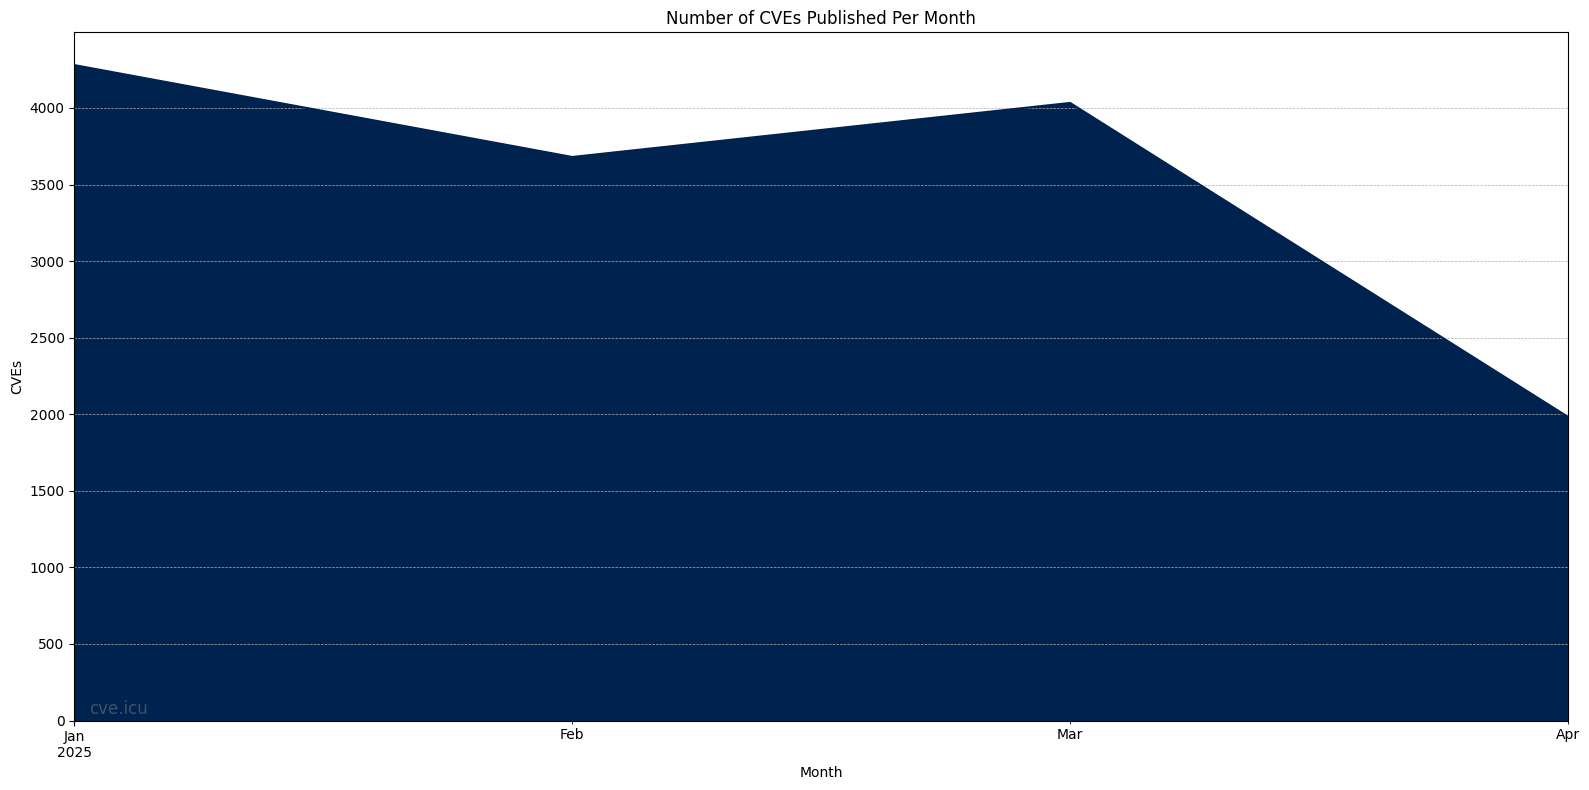 Number of CVEs Published Per Month
4000
3500
3000
2500
2000
1500
1000
500
0
CVEs
cve.icu
Jan
2025
Feb
Mar
Apr
Month